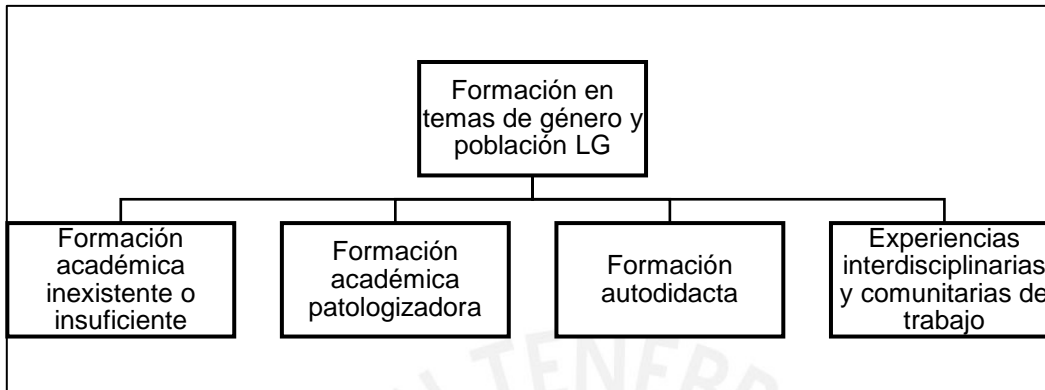 Formación en
temas de género y
población LG
Formación
académica
inexistente o
insuficiente
Formación
académica
patologizadora
Formación
autodidacta
Experiencias
interdisciplinarias
y comunitarias de
trabajo
TENEBR